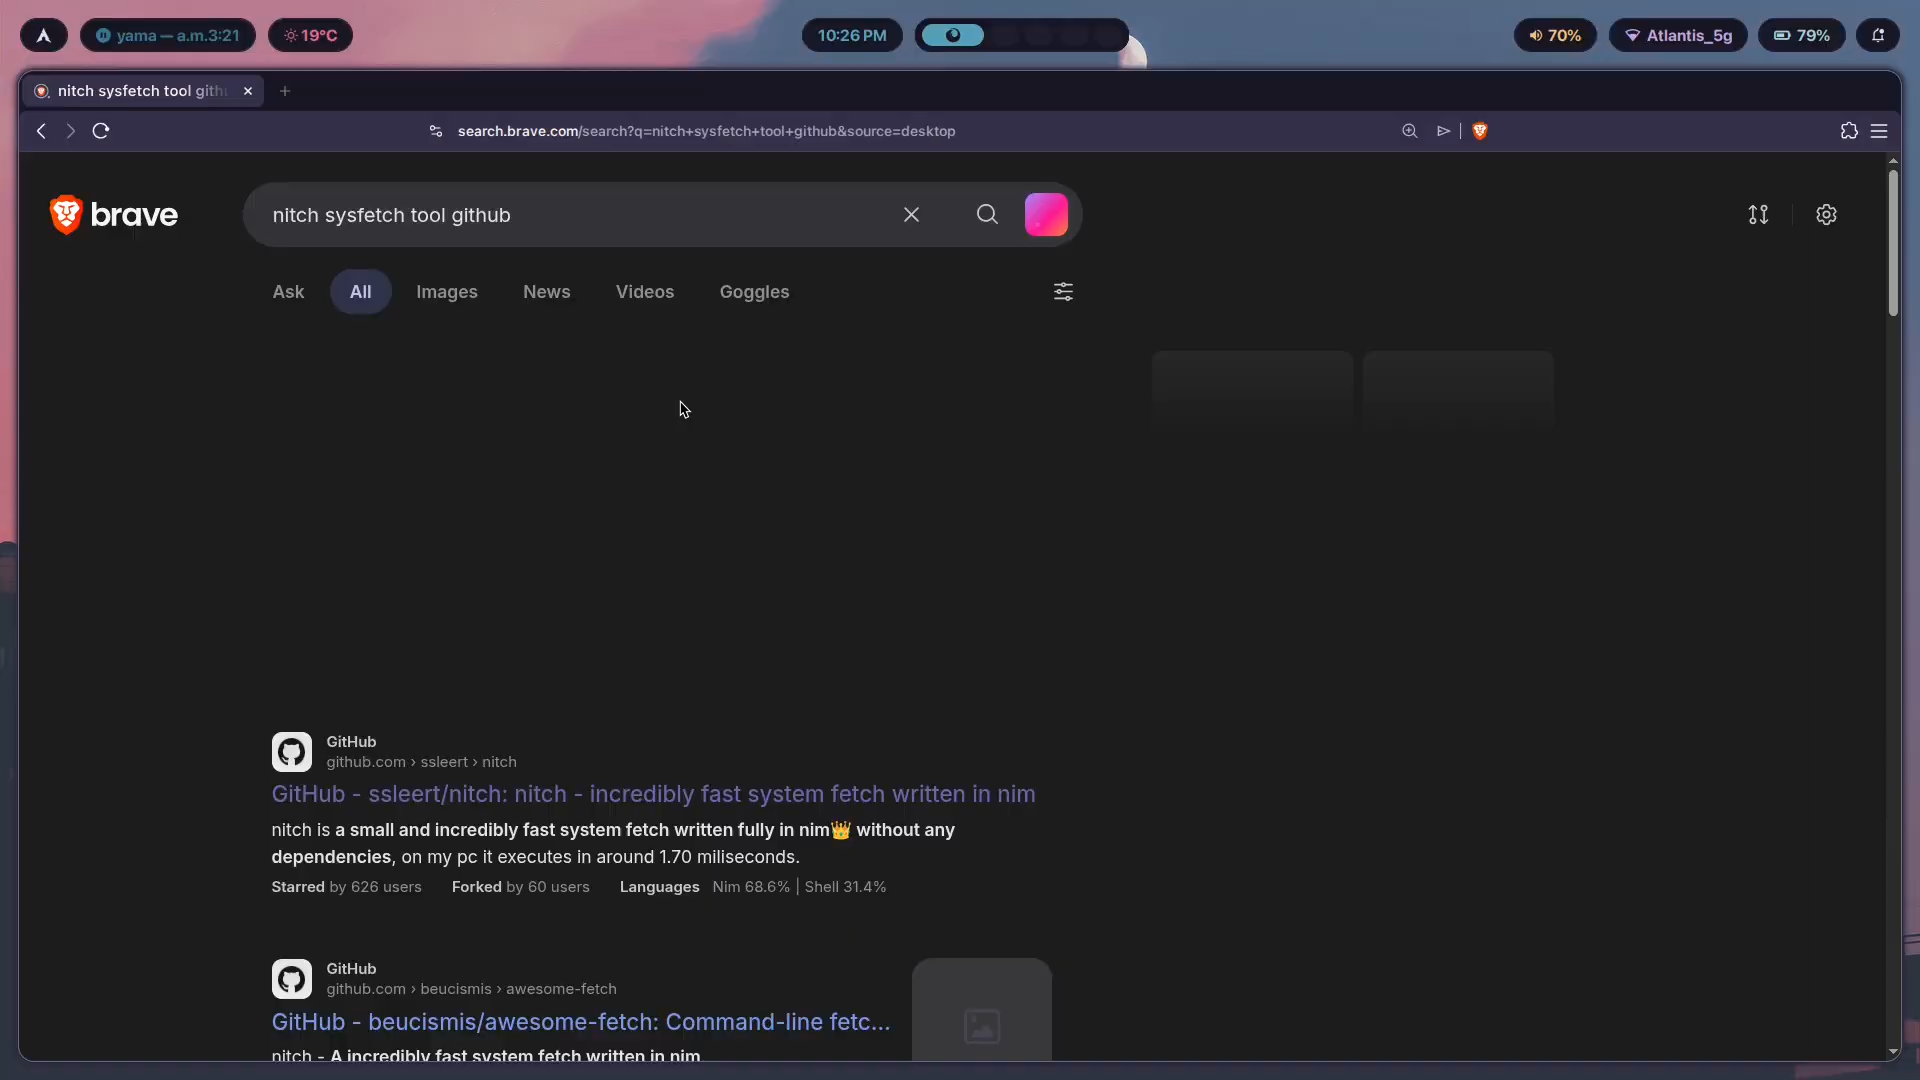 yama — a.m.3:21
19°C
10:26 PM
70%
Atlantis_5g
79%
nitch sysfetch tool gith
search.brave.com/search?q=nitch+sysfetch+tool+github&source=desktop
brave
nitch sysfetch tool github
Ask
All
Images
News
Videos
Goggles
GitHub
github.com › ssleert › nitch
GitHub - ssleert/nitch: nitch - incredibly fast system fetch written in nim
nitch is a small and incredibly fast system fetch written fully in nim👑 without any
dependencies, on my pc it executes in around 1.70 miliseconds.
Starred by 626 users Forked by 60 users Languages Nim 68.6% | Shell 31.4%
GitHub
github.com › beucismis › awesome-fetch
GitHub - beucismis/awesome-fetch: Command-line fetc...
nitch - A incredibly fast system fetch written in nim.